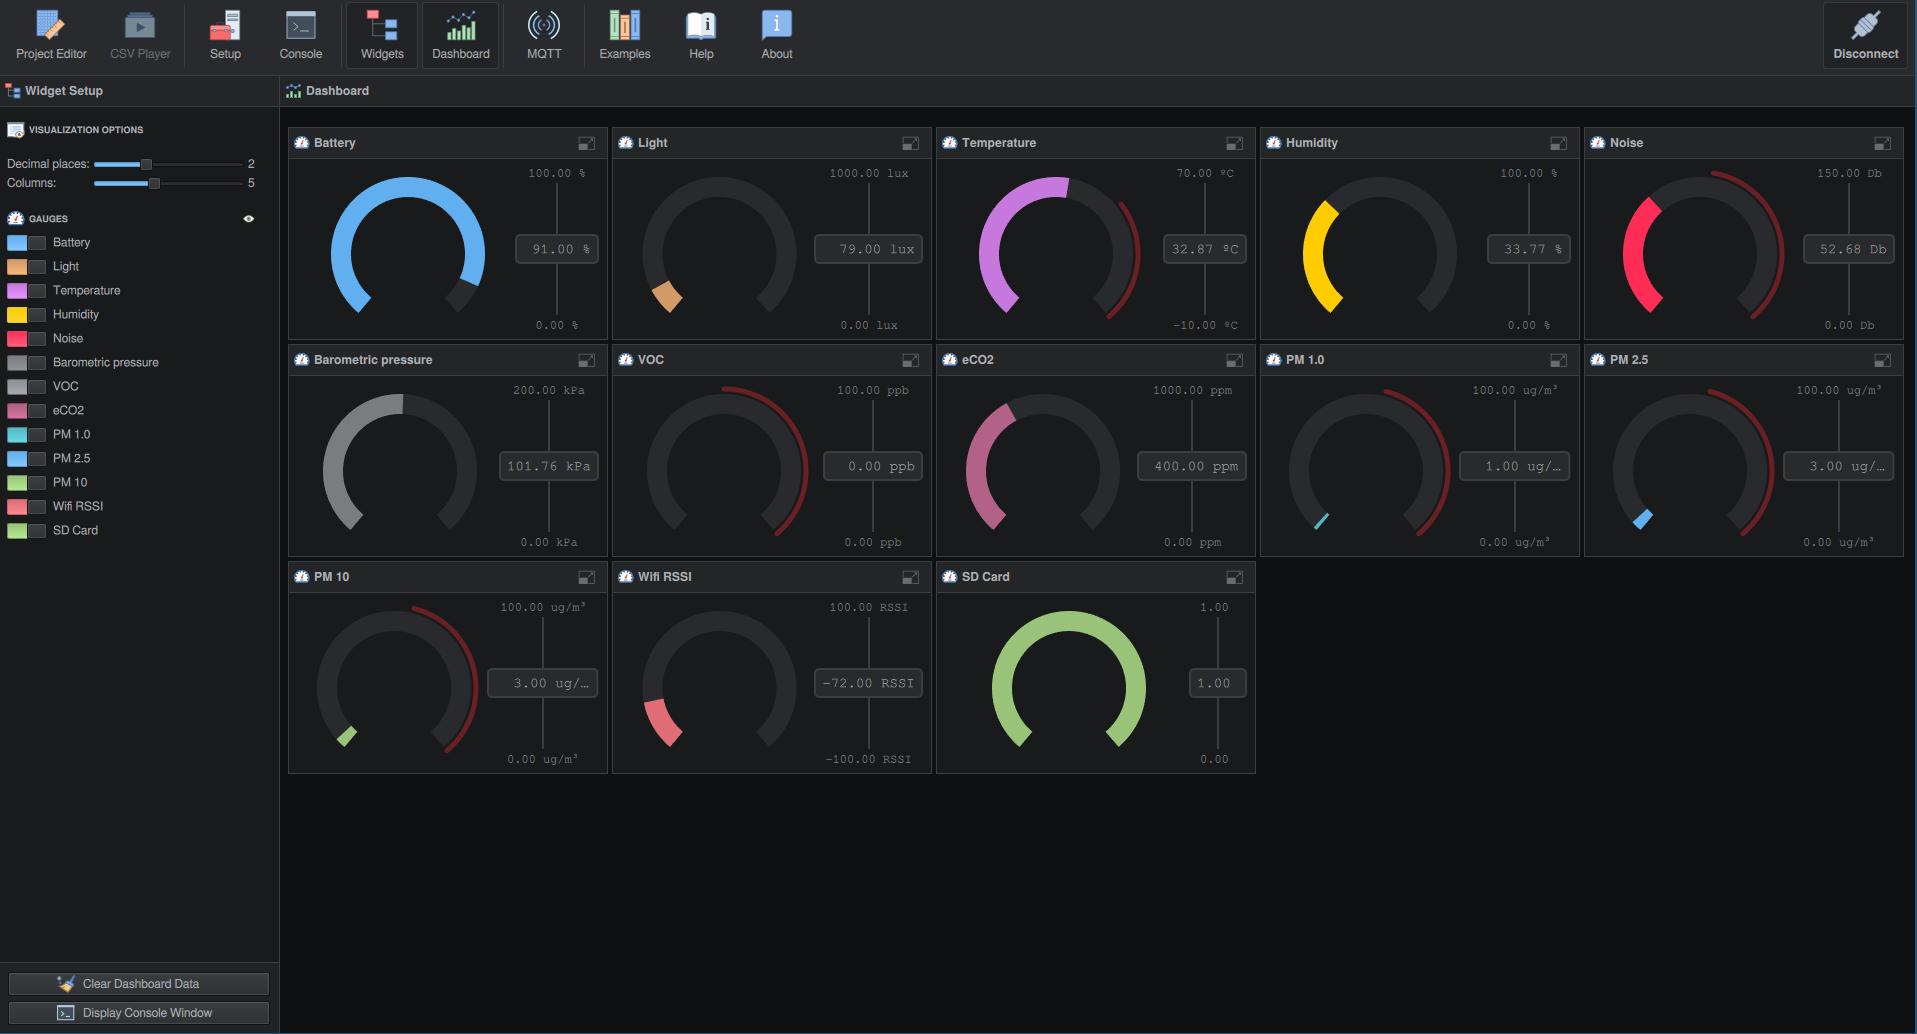 Project Editor
CSV Player
Setup
Console
Widgets
Dashboard
MQTT
Examples
Help
About
Disconnect
Widget Setup
VISUALIZATION OPTIONS
Decimal places: 2
Columns: 5
GAUGES
Battery
Light
Temperature
Humidity
Noise
Barometric pressure
VOC
eCO2
PM 1.0
PM 2.5
PM 10
Wifi RSSI
SD Card
Clear Dashboard Data
Display Console Window
Dashboard
Battery
100.00 %
91.00 %
0.00 %
Light
1000.00 lux
79.00 lux
0.00 lux
Temperature
70.00 ºC
32.87 ºC
-10.00 ºC
Humidity
100.00 %
33.77 %
0.00 %
Noise
150.00 Db
52.68 Db
0.00 Db
Barometric pressure
200.00 kPa
101.76 kPa
0.00 kPa
VOC
100.00 ppb
0.00 ppb
0.00 ppb
eCO2
1000.00 ppm
400.00 ppm
0.00 ppm
PM 1.0
100.00 ug/m³
1.00 ug/…
0.00 ug/m³
PM 2.5
100.00 ug/m³
3.00 ug/…
0.00 ug/m³
PM 10
100.00 ug/m³
3.00 ug/…
0.00 ug/m³
Wifi RSSI
100.00 RSSI
-72.00 RSSI
-100.00 RSSI
SD Card
1.00
1.00
0.00